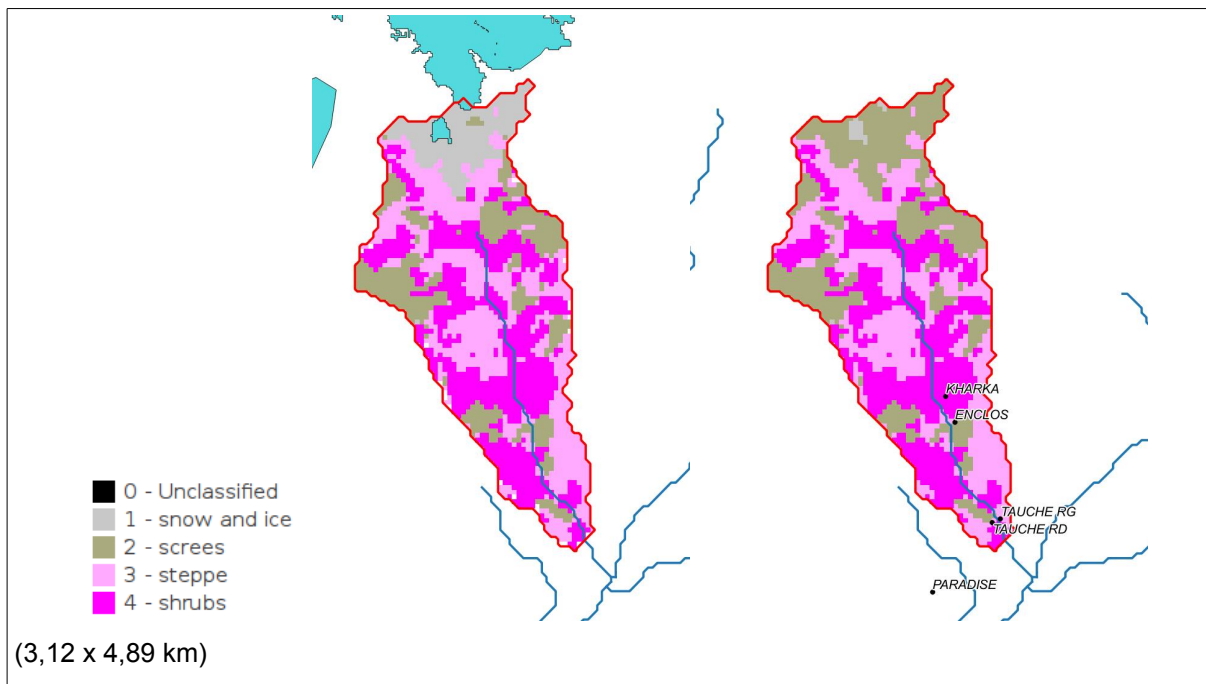 KHARKA
ENCLOS
0 - Unclassified
1 - snow and ice
2 - screes
3 - steppe
4 - shrubs
TAUCHE RG
TAUCHE RD
PARADISE
(3,12 x 4,89 km)